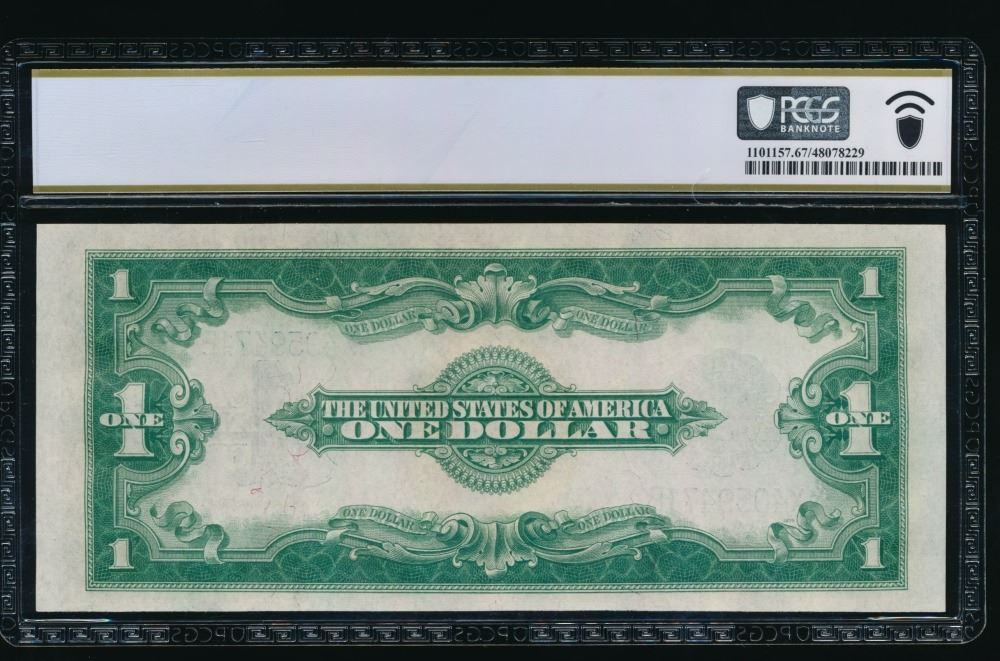 PCGS
BANKNOTE
1101157.67/48078229
1 1
ONE DOLLAR ONE DOLLAR
THE UNITED STATES OF AMERICA
1 ONE ONE DOLLAR 1 ONE
ONE DOLLAR ONE DOLLAR
1 1